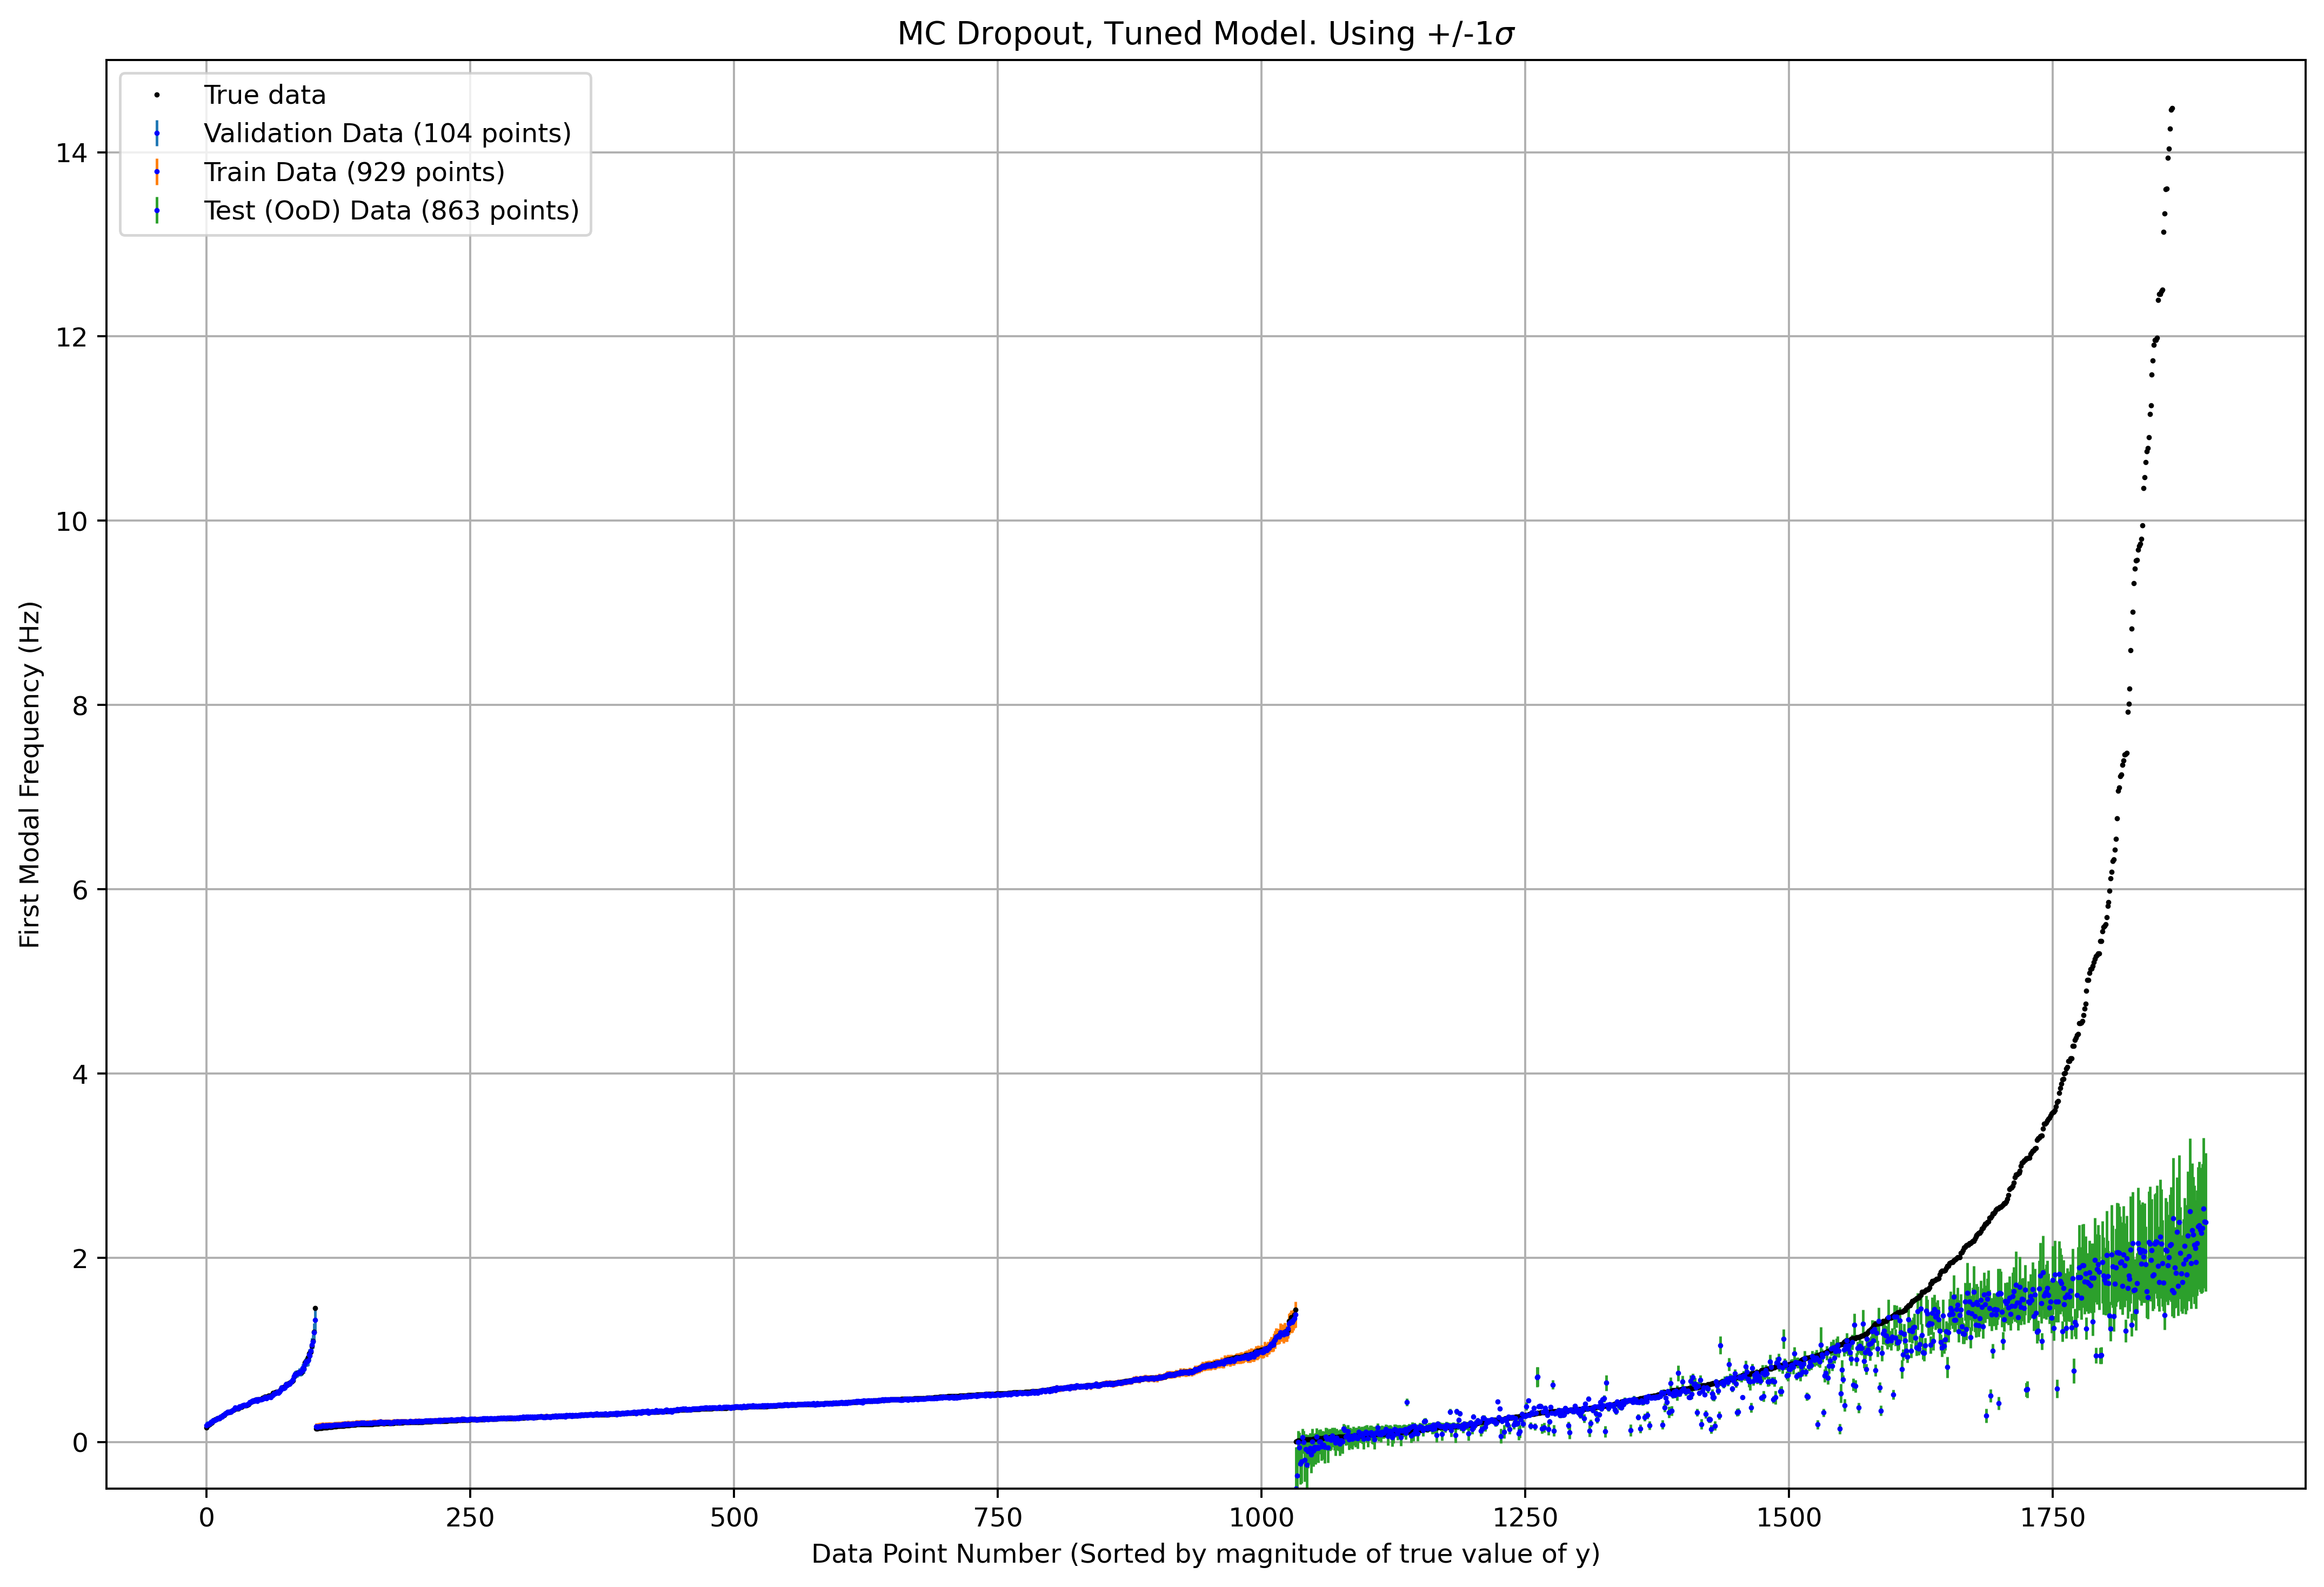 MC Dropout, Tuned Model. Using +/-1σ
True data
Validation Data (104 points)
Train Data (929 points)
Test (OoD) Data (863 points)
First Modal Frequency (Hz)
14
12
10
8
6
4
2
0
0 250 500 750 1000 1250 1500 1750
Data Point Number (Sorted by magnitude of true value of y)